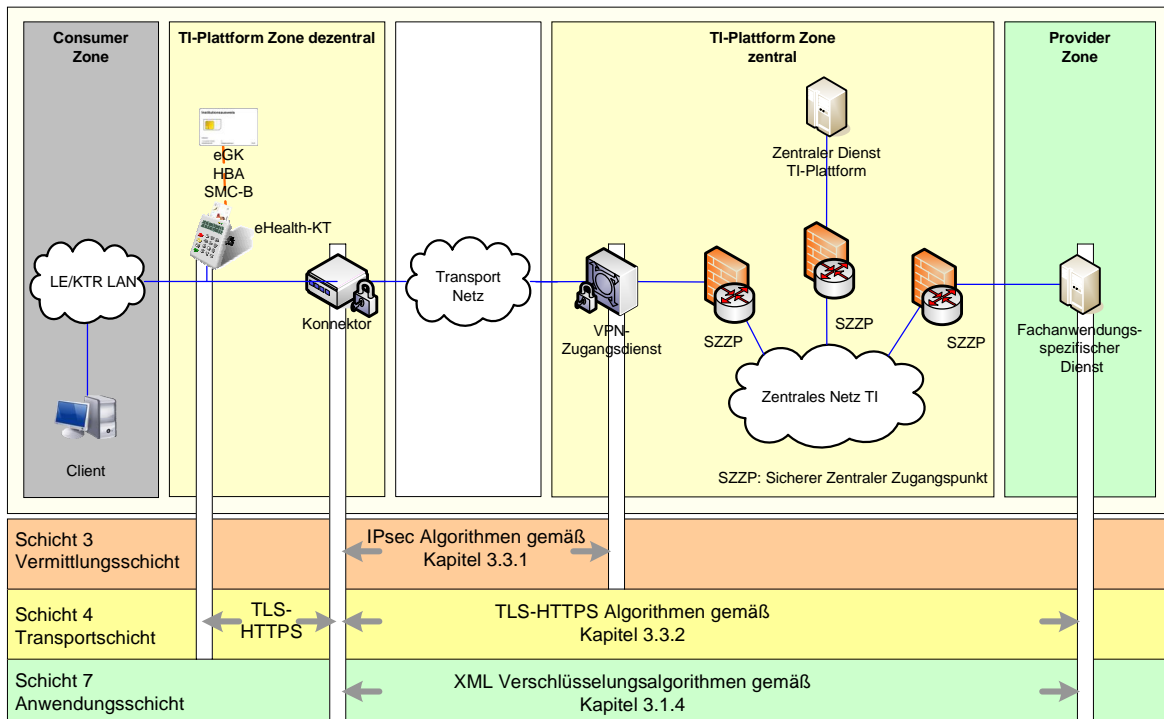 Consumer
Zone
TI-Plattform Zone dezentral
TI-Plattform Zone
zentral
Provider
Zone
eGK
HBA
SMC-B
eHealth-KT
LE/KTR LAN
Konnektor
Transport
Netz
VPN-
Zugangsdienst
Zentraler Dienst
TI-Plattform
SZZP
SZZP
SZZP
Zentrales Netz TI
Fachanwendungs-
spezifischer
Dienst
Client
SZZP: Sicherer Zentraler Zugangspunkt
Schicht 3
Vermittlungsschicht
IPsec Algorithmen gemäß
Kapitel 3.3.1
Schicht 4
Transportschicht
TLS-
HTTPS
TLS-HTTPS Algorithmen gemäß
Kapitel 3.3.2
Schicht 7
Anwendungsschicht
XML Verschlüsselungsalgorithmen gemäß
Kapitel 3.1.4